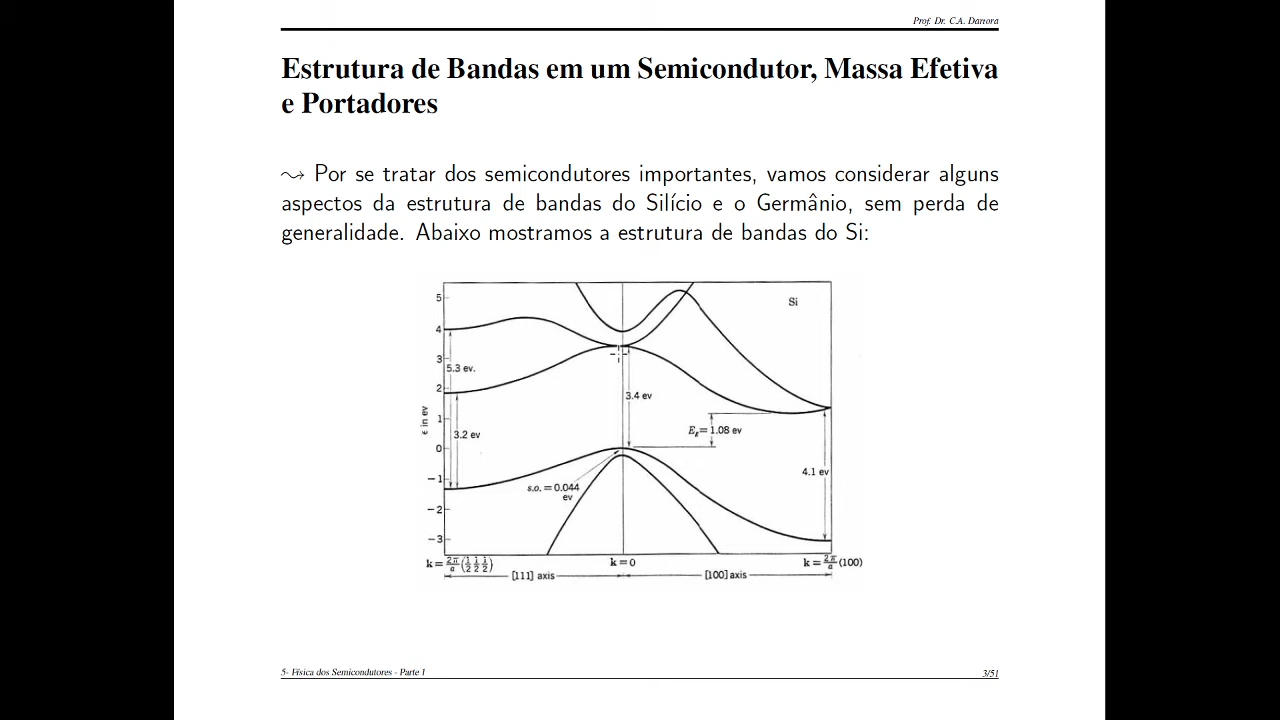 Prof. Dr. C.A. Dartora
Estrutura de Bandas em um Semicondutor, Massa Efetiva
e Portadores
⤳ Por se tratar dos semicondutores importantes, vamos considerar alguns
aspectos da estrutura de bandas do Silício e o Germânio, sem perda de
generalidade. Abaixo mostramos a estrutura de bandas do Si:
Si
5
4
3
2
1
0
−1
−2
−3
ϵ in ev
5.3 ev.
3.2 ev
3.4 ev
E_g = 1.08 ev
4.1 ev
s.o. = 0.044
ev
k = 2π/a (1/2 1/2 1/2)
k = 0
k = 2π/a (100)
[111] axis
[100] axis
5- Física dos Semicondutores - Parte 1
3/51